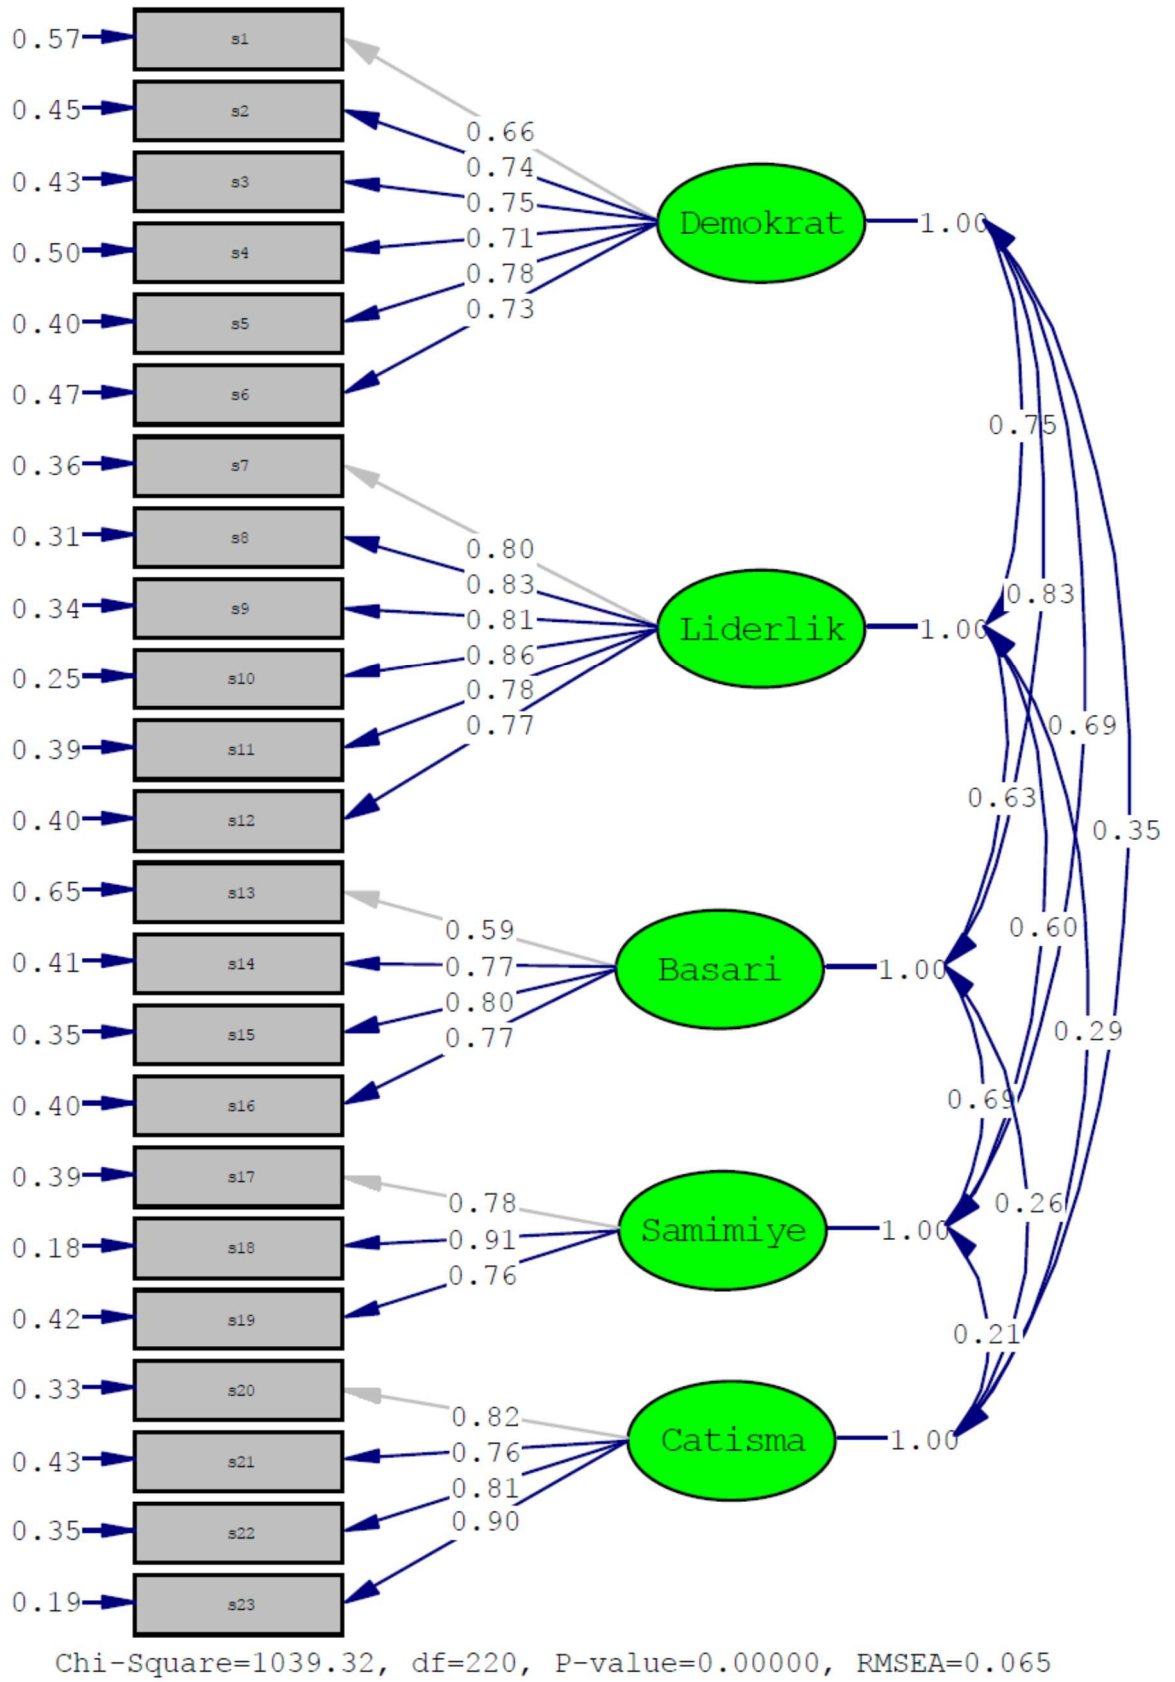 0.57 s1
0.45 s2
0.66
0.74
0.43 s3
0.75
Demokrat 1.00
0.50 s4
0.71
0.78
0.40 s5
0.73
0.47 s6
0.75
0.36 s7
0.31 s8
0.80
0.83
0.83
0.34 s9
0.81
Liderlik 1.00
0.25 s10
0.86
0.78
0.77
0.69
0.39 s11
0.63
0.40 s12
0.35
0.65 s13
0.59
0.60
0.41 s14
0.77
Basari 1.00
0.80
0.35 s15
0.77
0.29
0.40 s16
0.69
0.39 s17
0.78
0.26
0.18 s18
0.91
Samimiye 1.00
0.76
0.42 s19
0.21
0.33 s20
0.82
Catisma 1.00
0.43 s21
0.76
0.81
0.35 s22
0.90
0.19 s23
Chi-Square=1039.32, df=220, P-value=0.00000, RMSEA=0.065